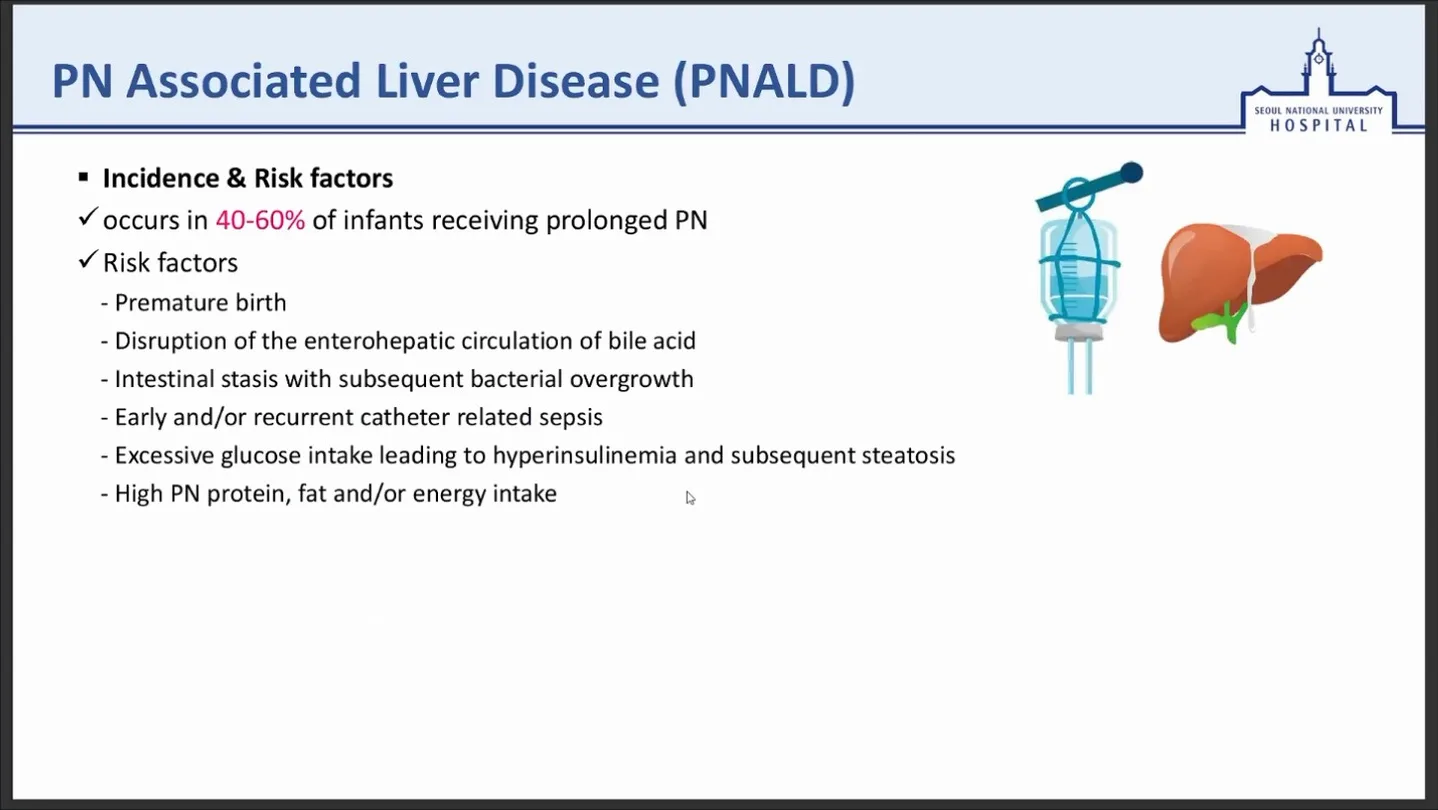 PN Associated Liver Disease (PNALD)
SEOUL NATIONAL UNIVERSITY
HOSPITAL
▪ Incidence & Risk factors
✓ occurs in 40-60% of infants receiving prolonged PN
✓ Risk factors
- Premature birth
- Disruption of the enterohepatic circulation of bile acid
- Intestinal stasis with subsequent bacterial overgrowth
- Early and/or recurrent catheter related sepsis
- Excessive glucose intake leading to hyperinsulinemia and subsequent steatosis
- High PN protein, fat and/or energy intake